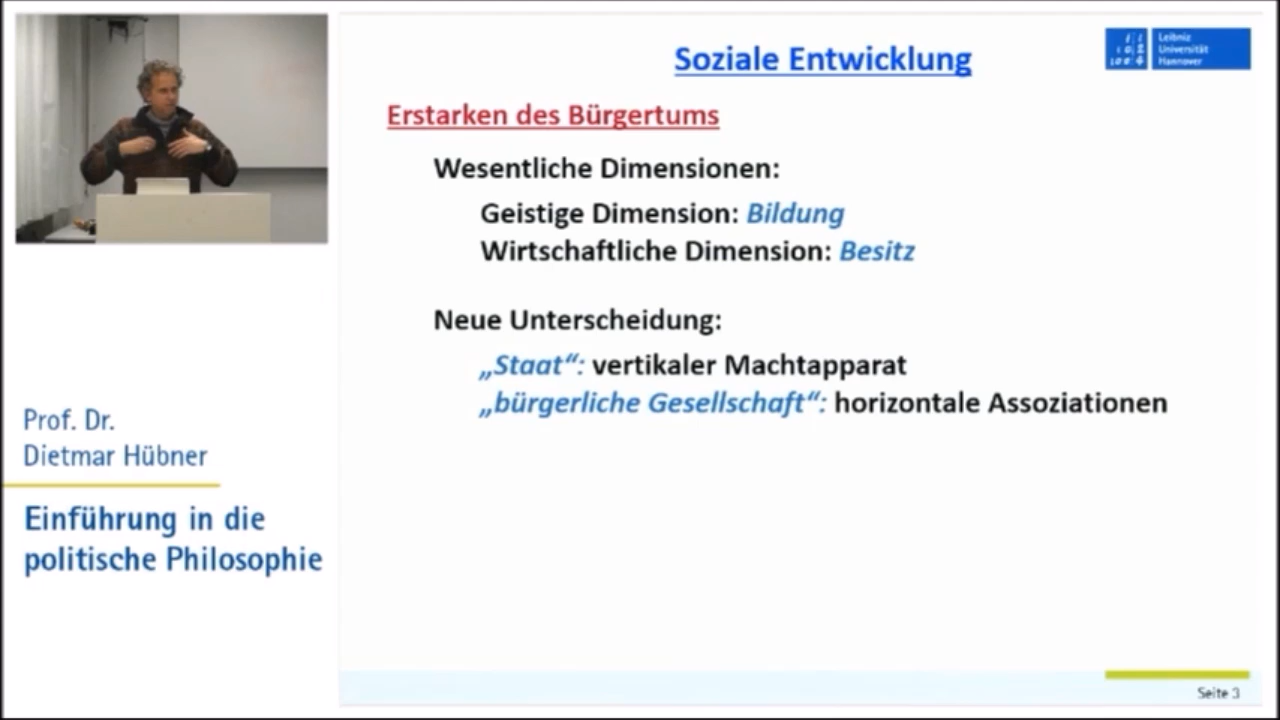 Soziale Entwicklung
Leibniz
Universität
Hannover
Erstarken des Bürgertums
Wesentliche Dimensionen:
Geistige Dimension: Bildung
Wirtschaftliche Dimension: Besitz
Neue Unterscheidung:
„Staat“: vertikaler Machtapparat
„bürgerliche Gesellschaft“: horizontale Assoziationen
Prof. Dr.
Dietmar Hübner
Einführung in die
politische Philosophie
Seite 3